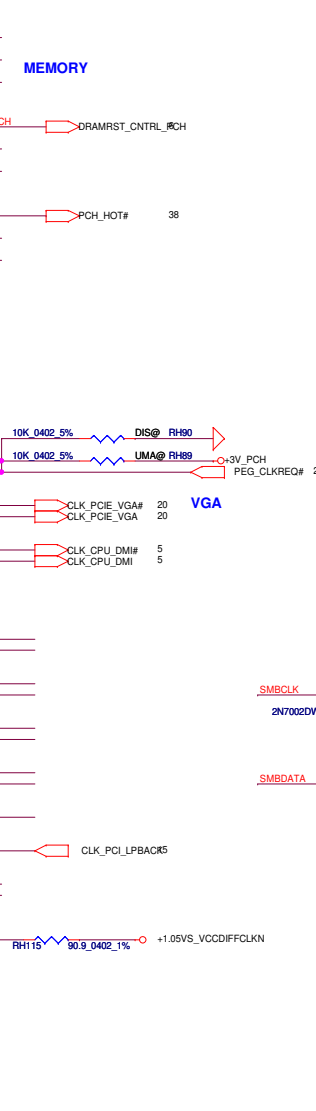 MEMORY
CH
DRAMRST_CNTRL_PCH
PCH_HOT# 38
10K_0402_5% DIS@ RH90
10K_0402_5% UMA@ RH89
+3V_PCH
PEG_CLKREQ# 2
CLK_PCIE_VGA# 20
VGA
CLK_PCIE_VGA 20
CLK_CPU_DMI# 5
CLK_CPU_DMI 5
SMBCLK
2N7002DW
SMBDATA
CLK_PCI_LPBACK
RH115 90.9_0402_1% +1.05VS_VCCDIFFCLKN